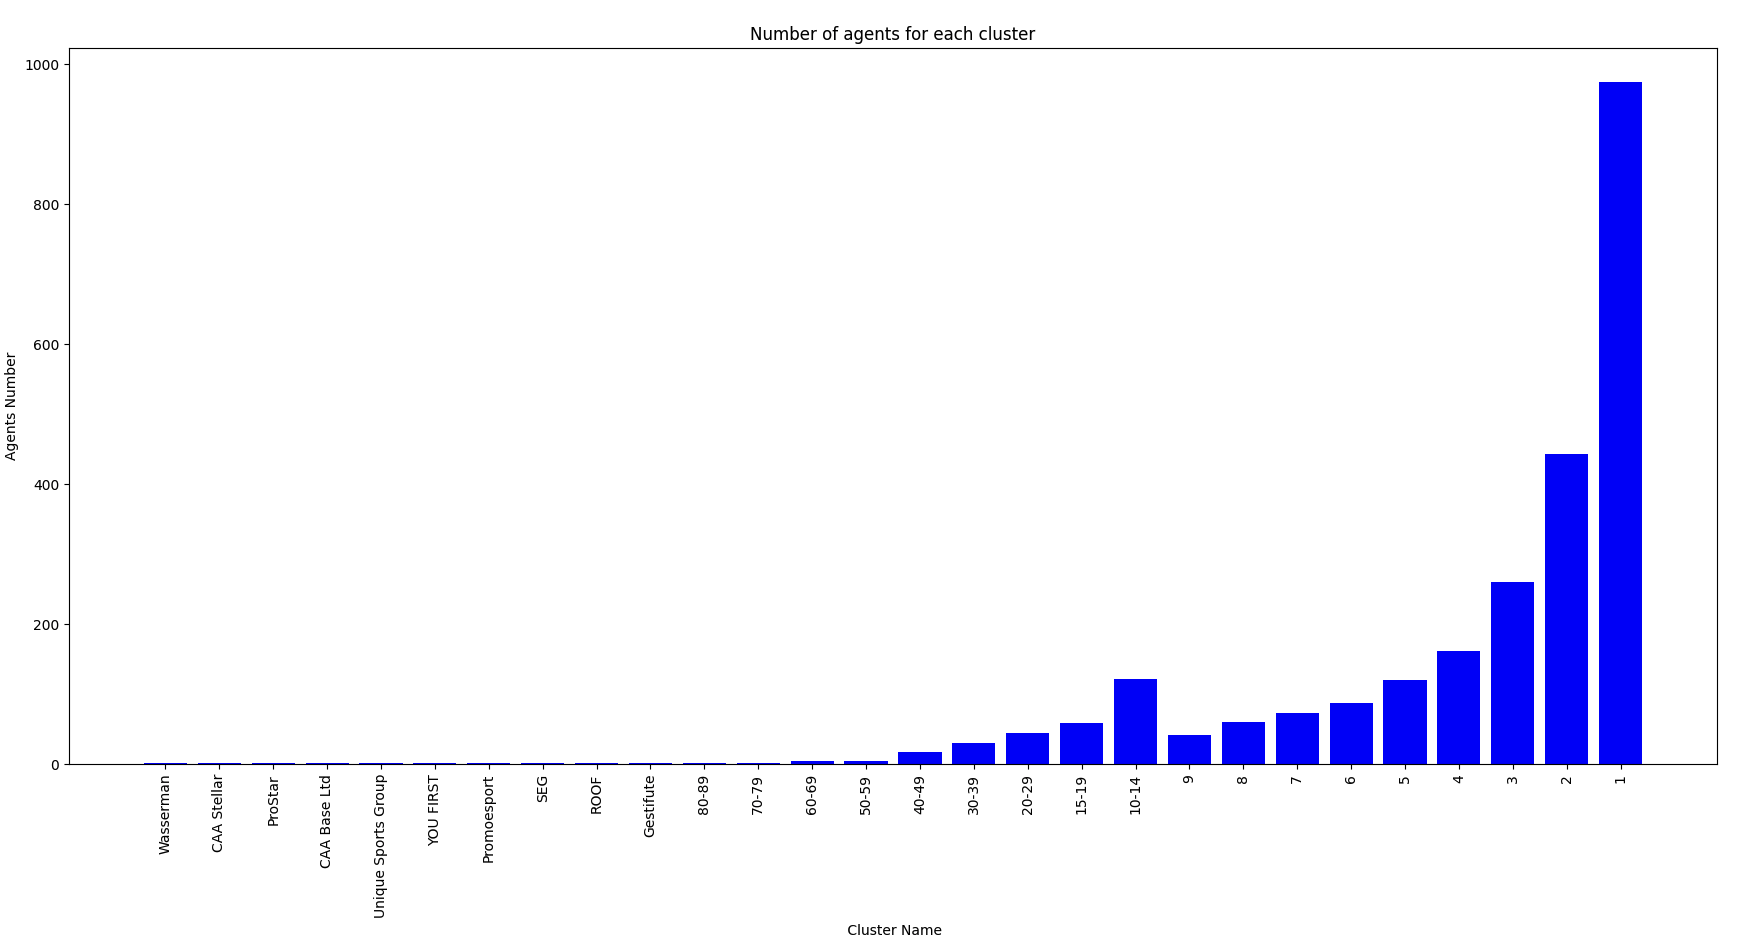 Number of agents for each cluster
1000
800
600
400
200
0
Agents Number
Wasserman
CAA Stellar
ProStar
CAA Base Ltd
Unique Sports Group
YOU FIRST
Promoesport
SEG
ROOF
Gestifute
80-89
70-79
60-69
50-59
40-49
30-39
20-29
15-19
10-14
9
8
7
6
5
4
3
2
1
Cluster Name